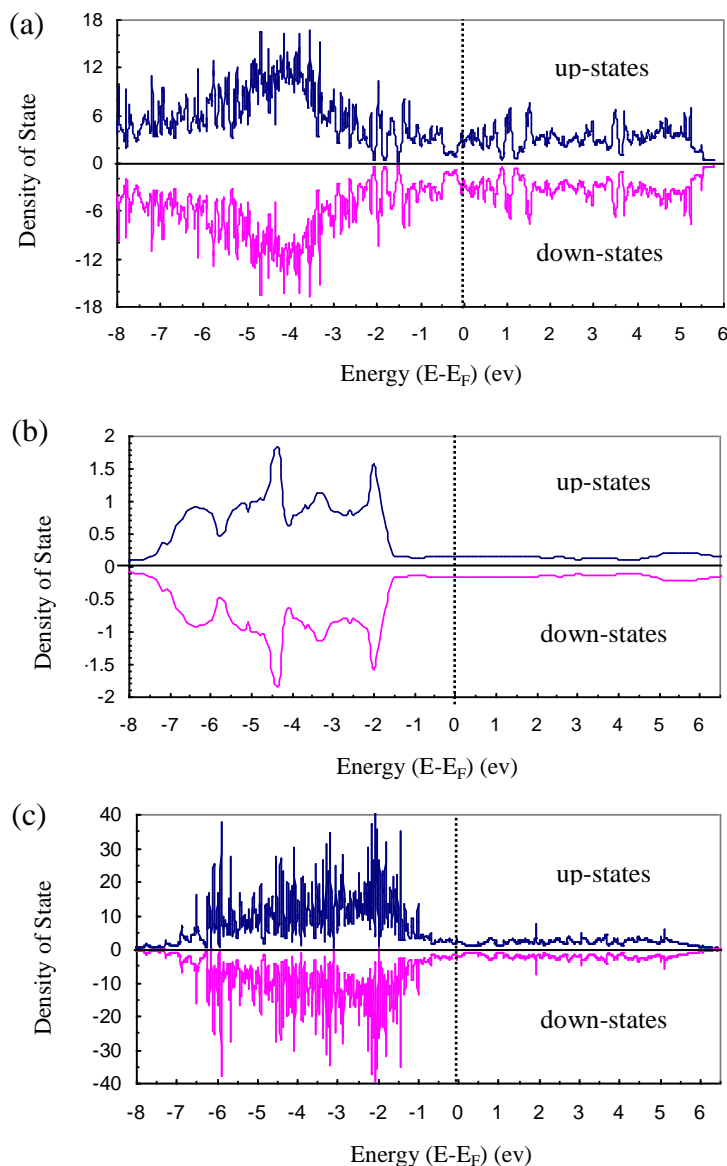 (a)
18
12
6
0
-6
-12
-18
Density of State
up-states
down-states
-8 -7 -6 -5 -4 -3 -2 -1 0 1 2 3 4 5 6
Energy (E-EF) (ev)
(b)
2
1.5
1
0.5
0
-0.5
-1
-1.5
-2
Density of State
up-states
down-states
-8 -7 -6 -5 -4 -3 -2 -1 0 1 2 3 4 5 6
Energy (E-EF) (ev)
(c)
40
30
20
10
0
-10
-20
-30
-40
Density of State
up-states
down-states
-8 -7 -6 -5 -4 -3 -2 -1 0 1 2 3 4 5 6
Energy (E-EF) (ev)